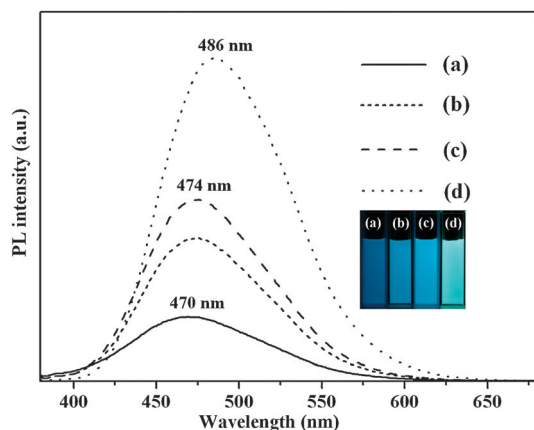 486 nm
(a)
(b)
474 nm
(c)
(d)
(a) (b) (c) (d)
470 nm
PL intensity (a.u.)
400 450 500 550 600 650
Wavelength (nm)